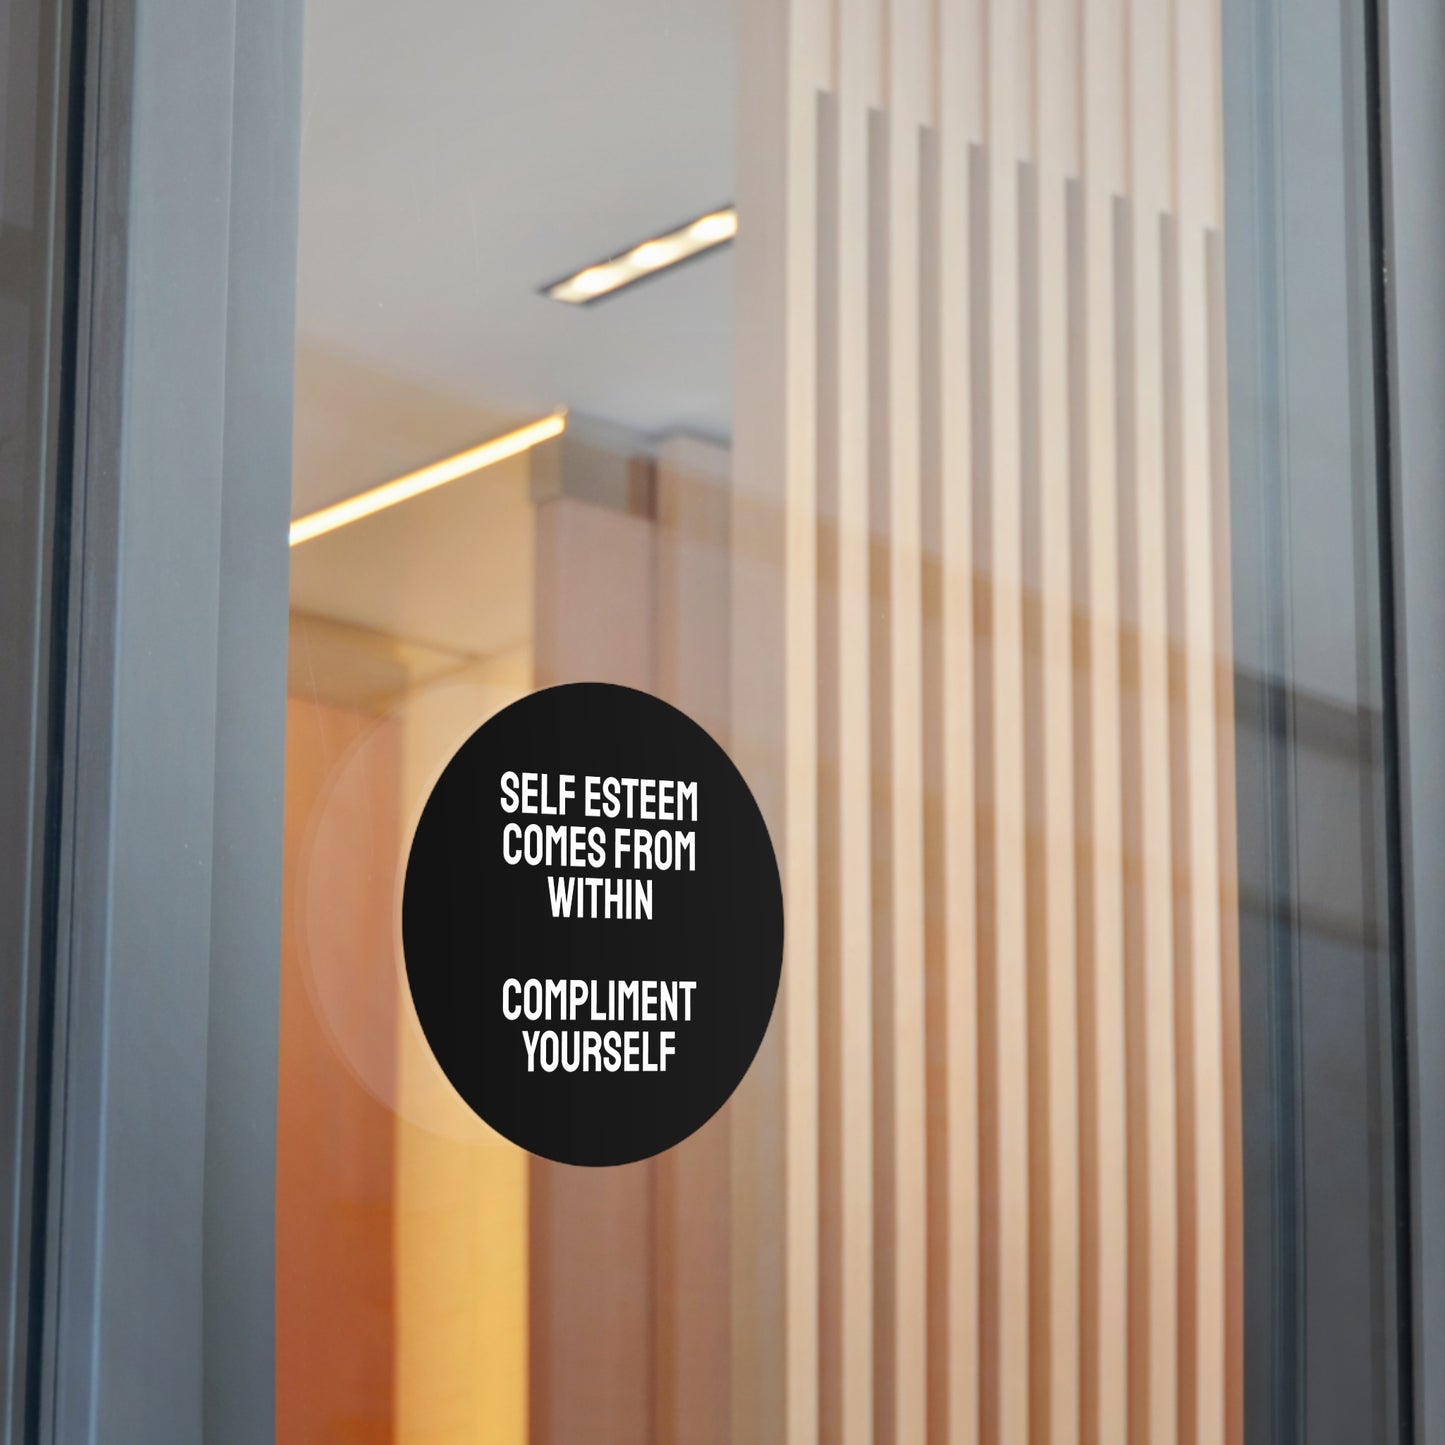 SELF ESTEEM
COMES FROM
WITHIN
COMPLIMENT
YOURSELF